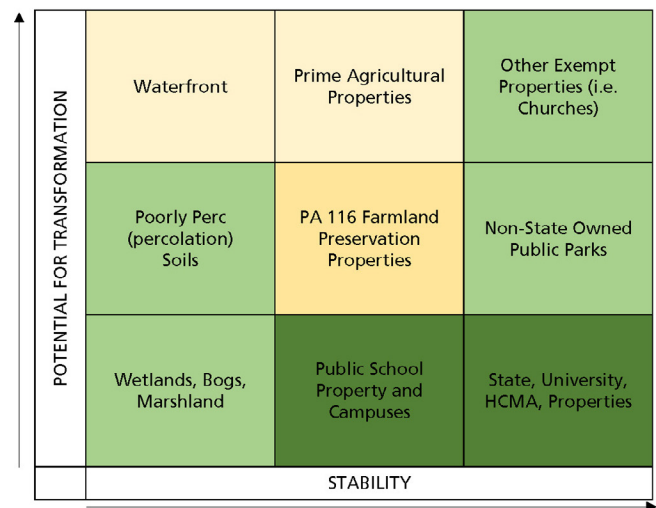 POTENTIAL FOR TRANSFORMATION
Waterfront
Prime Agricultural
Properties
Other Exempt
Properties (i.e.
Churches)
Poorly Perc
(percolation)
Soils
PA 116 Farmland
Preservation
Properties
Non-State Owned
Public Parks
Wetlands, Bogs,
Marshland
Public School
Property and
Campuses
State, University,
HCMA, Properties
STABILITY